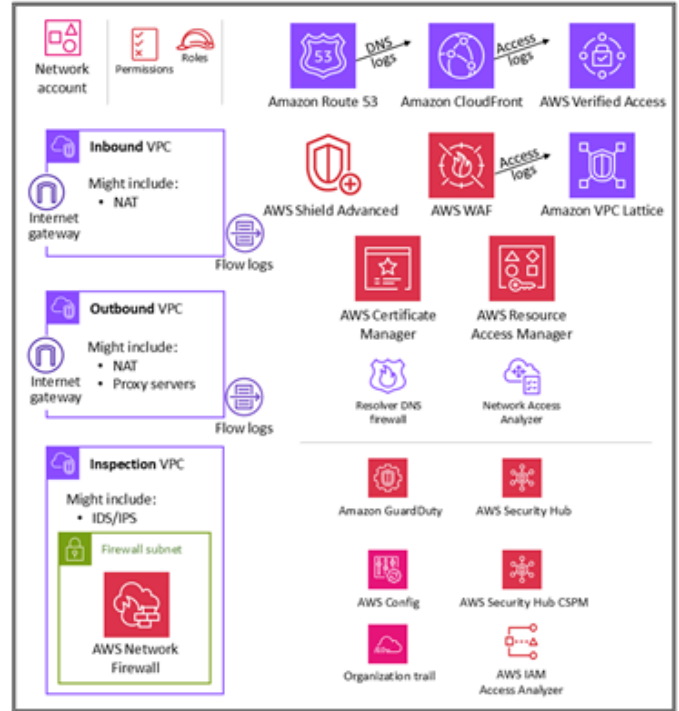 Network
account
Permissions
Roles
53
DNS
logs
Access
logs
Amazon Route 53
Amazon CloudFront
AWS Verified Access
Inbound VPC
Might include:
• NAT
Internet
gateway
Flow logs
AWS Shield Advanced
AWS WAF
Access
logs
Amazon VPC Lattice
AWS Certificate
Manager
AWS Resource
Access Manager
Outbound VPC
Might include:
• NAT
• Proxy servers
Internet
gateway
Flow logs
Resolver DNS
firewall
Network Access
Analyzer
Inspection VPC
Might include:
• IDS/IPS
Firewall subnet
AWS Network
Firewall
Amazon GuardDuty
AWS Security Hub
AWS Config
AWS Security Hub CSPM
Organization trail
AWS IAM
Access Analyzer